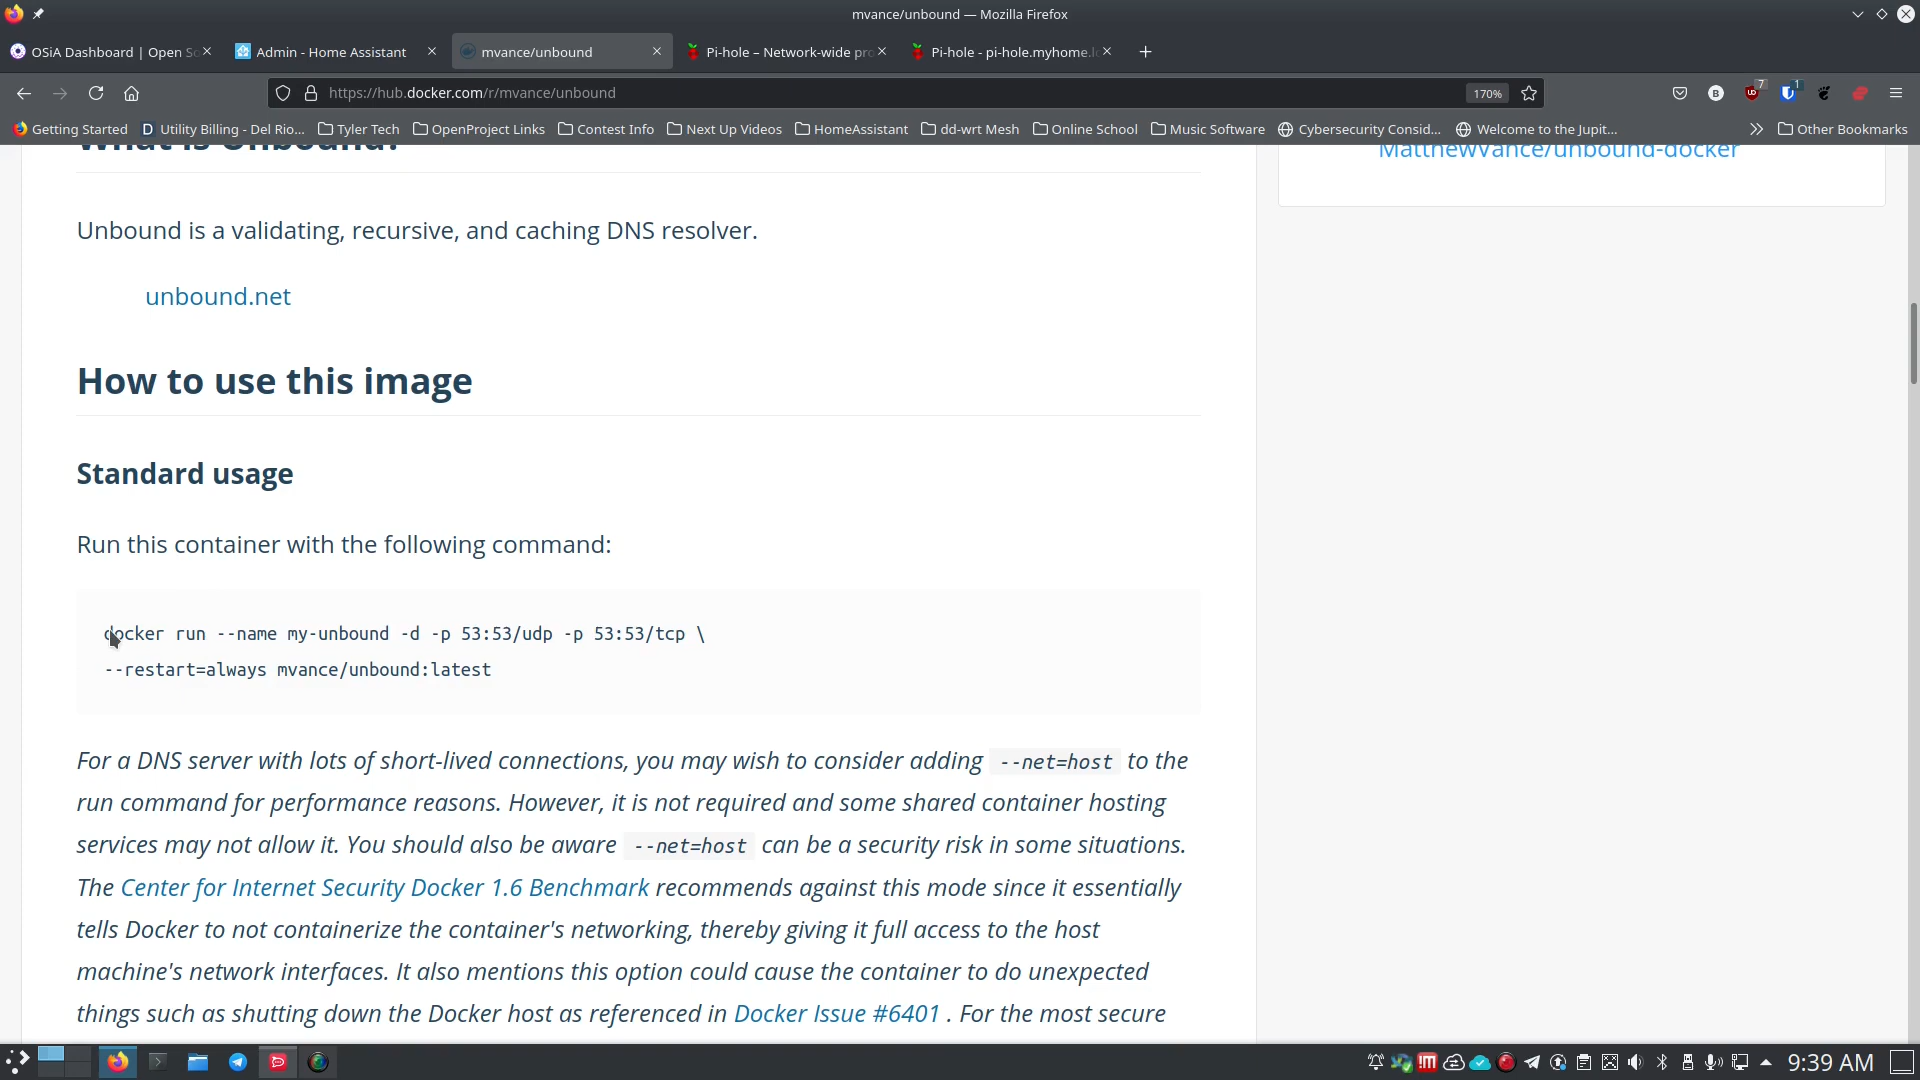 mvance/unbound — Mozilla Firefox
OSiA Dashboard | Open S
Admin - Home Assistant
mvance/unbound
Pi-hole – Network-wide pro
Pi-hole - pi-hole.myhome.l
https://hub.docker.com/r/mvance/unbound
170%
B
7
1
Getting Started
D Utility Billing - Del Rio...
Tyler Tech
OpenProject Links
Contest Info
Next Up Videos
HomeAssistant
dd-wrt Mesh
Online School
Music Software
Cybersecurity Consid...
Welcome to the Jupit...
Other Bookmarks
What is Unbound?
MatthewVance/unbound-docker
Unbound is a validating, recursive, and caching DNS resolver.
unbound.net
How to use this image
Standard usage
Run this container with the following command:
docker run --name my-unbound -d -p 53:53/udp -p 53:53/tcp \
--restart=always mvance/unbound:latest
For a DNS server with lots of short-lived connections, you may wish to consider adding --net=host to the
run command for performance reasons. However, it is not required and some shared container hosting
services may not allow it. You should also be aware --net=host can be a security risk in some situations.
The Center for Internet Security Docker 1.6 Benchmark recommends against this mode since it essentially
tells Docker to not containerize the container's networking, thereby giving it full access to the host
machine's network interfaces. It also mentions this option could cause the container to do unexpected
things such as shutting down the Docker host as referenced in Docker Issue #6401 . For the most secure
9:39 AM